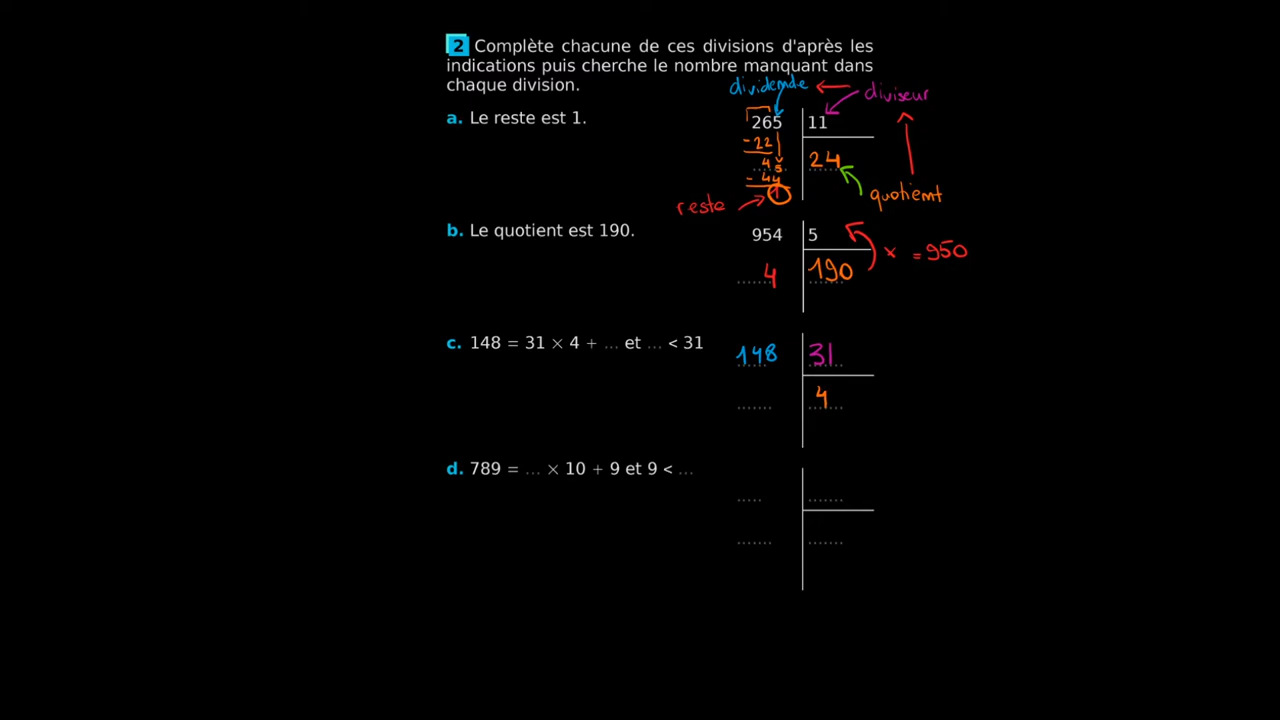 2 Complète chacune de ces divisions d'après les
indications puis cherche le nombre manquant dans
chaque division.
dividende
diviseur
a. Le reste est 1.
265 11
- 22
4 5 24
- 44
1
reste
quotient
b. Le quotient est 190.
954 5
× = 950
4 190
c. 148 = 31 × 4 + ... et ... < 31
148 31
....... 4
d. 789 = ... × 10 + 9 et 9 < ...
..... .......
....... .......